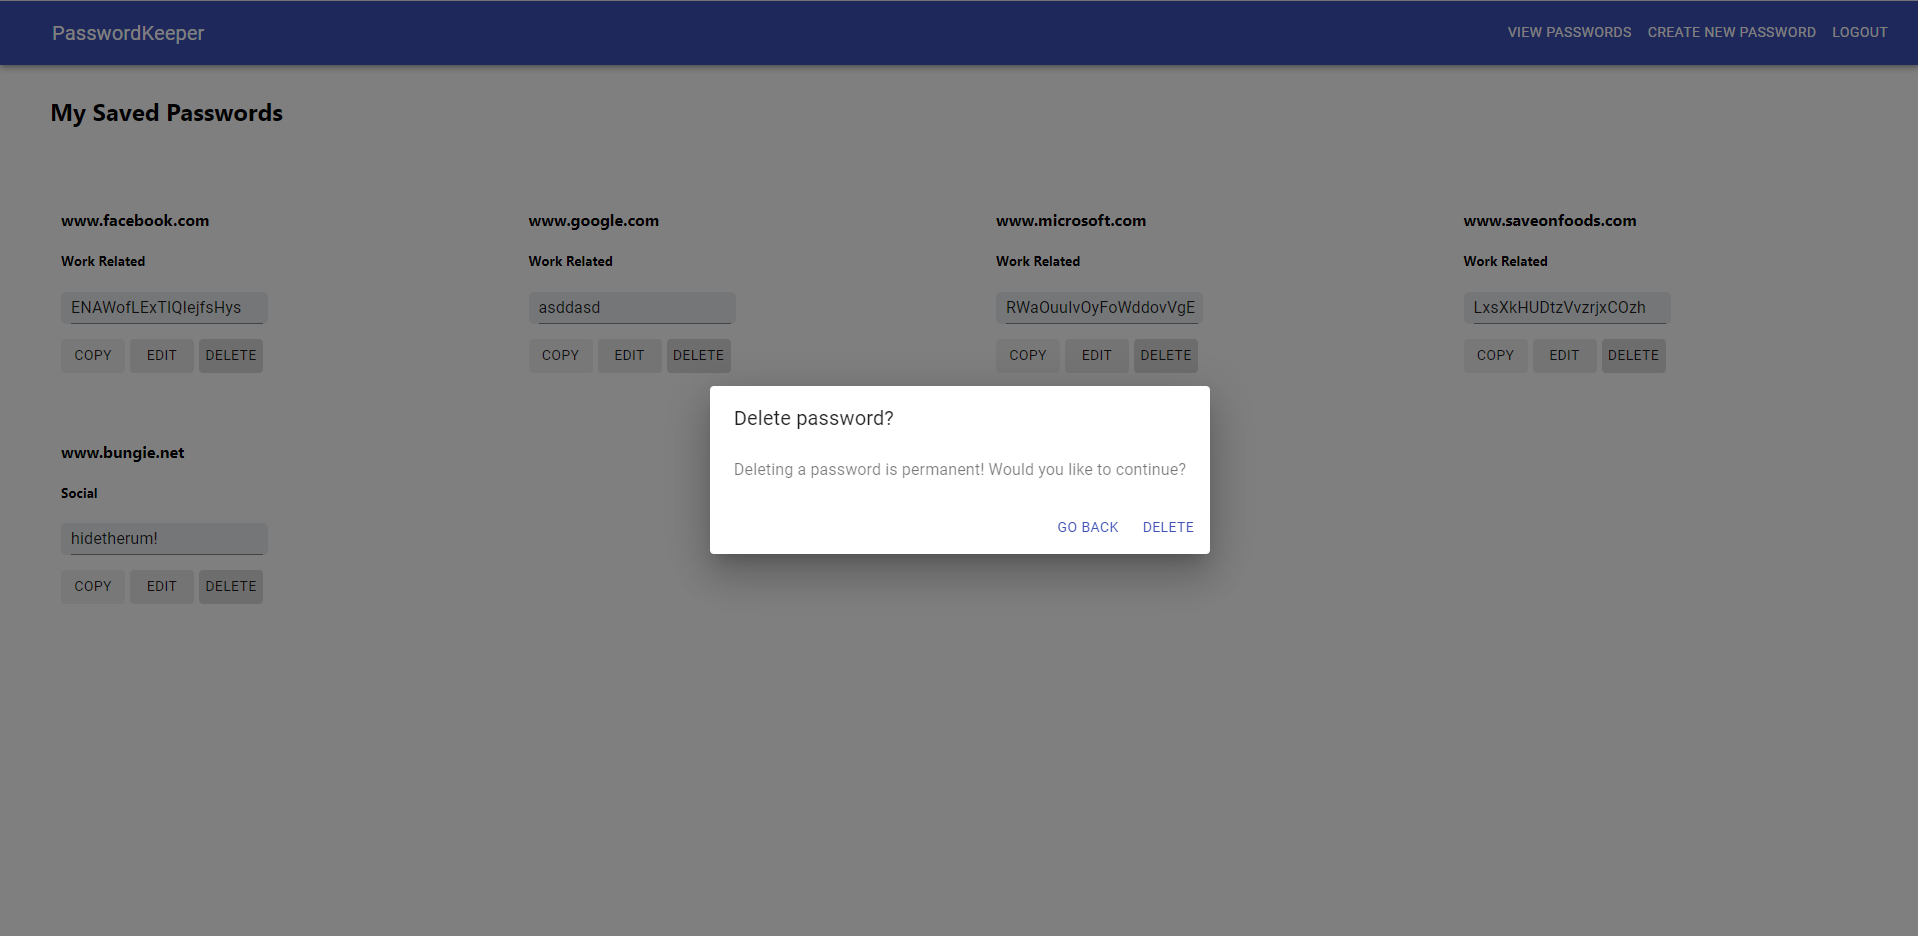 PasswordKeeper
VIEW PASSWORDS CREATE NEW PASSWORD LOGOUT
My Saved Passwords
www.facebook.com
Work Related
ENAWofLExTIQIejfsHys
COPY EDIT DELETE
www.google.com
Work Related
asddasd
COPY EDIT DELETE
www.microsoft.com
Work Related
RWaOuuIvOyFoWddovVgE
COPY EDIT DELETE
www.saveonfoods.com
Work Related
LxsXkHUDtzVvzrjxCOzh
COPY EDIT DELETE
www.bungie.net
Social
hidetherum!
COPY EDIT DELETE
Delete password?
Deleting a password is permanent! Would you like to continue?
GO BACK DELETE